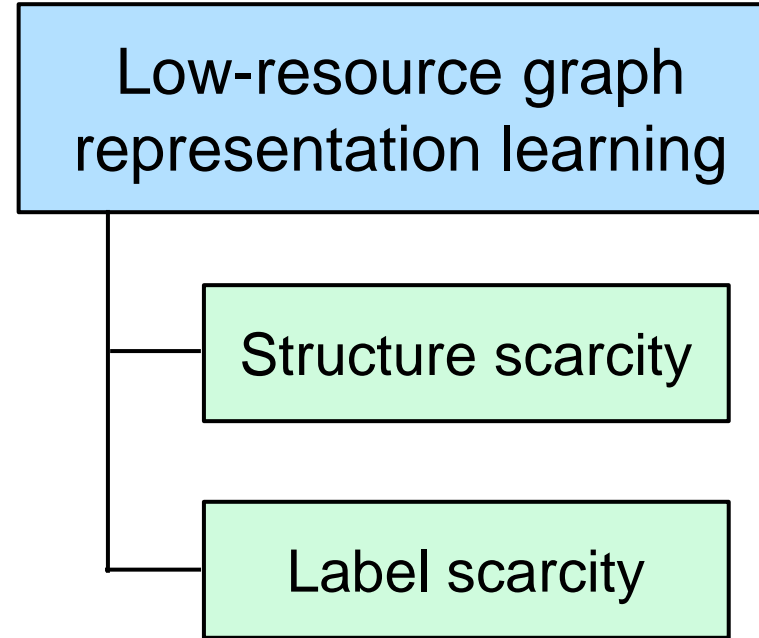 Low-resource graph
representation learning
Structure scarcity
Label scarcity